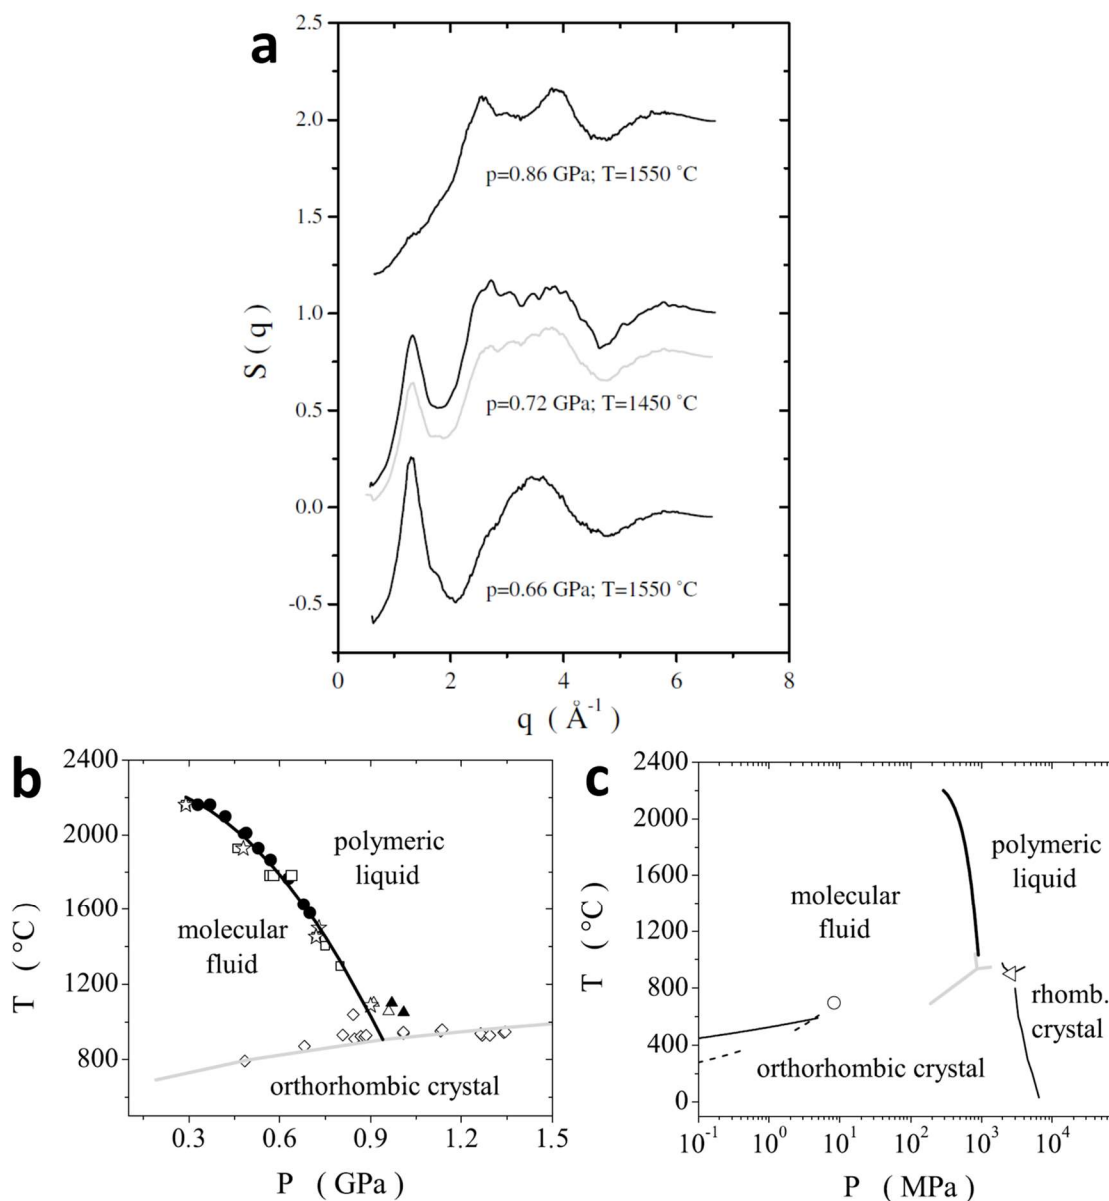 a
2.5
2.0
p=0.86 GPa; T=1550 °C
1.5
S ( q )
1.0
0.5
p=0.72 GPa; T=1450 °C
0.0
p=0.66 GPa; T=1550 °C
-0.5
0 2 4 6 8
q ( Å-1 )
b
2400
2000
1600
1200
800
T ( °C )
polymeric
liquid
molecular
fluid
orthorhombic crystal
0.3 0.6 0.9 1.2 1.5
P ( GPa )
c
2400
2000
1600
1200
800
400
0
T ( °C )
polymeric
liquid
molecular
fluid
rhomb.
crystal
orthorhombic crystal
10-1 100 101 102 103 104
P ( MPa )